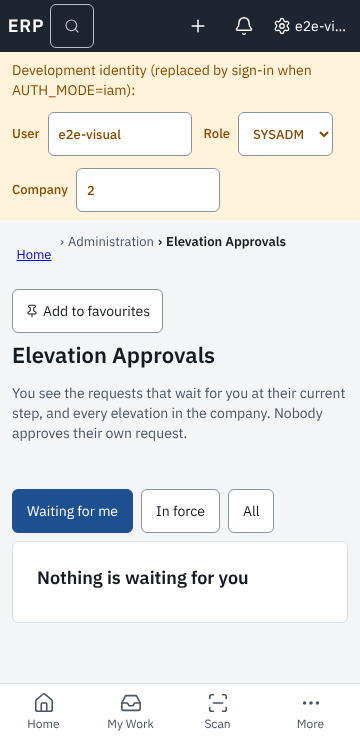 ERP
e2e-vi...
Development identity (replaced by sign-in when
AUTH_MODE=iam):
User e2e-visual Role SYSADM
Company 2
Home › Administration › Elevation Approvals
Add to favourites
Elevation Approvals
You see the requests that wait for you at their current
step, and every elevation in the company. Nobody
approves their own request.
Waiting for me In force All
Nothing is waiting for you
Home My Work Scan More